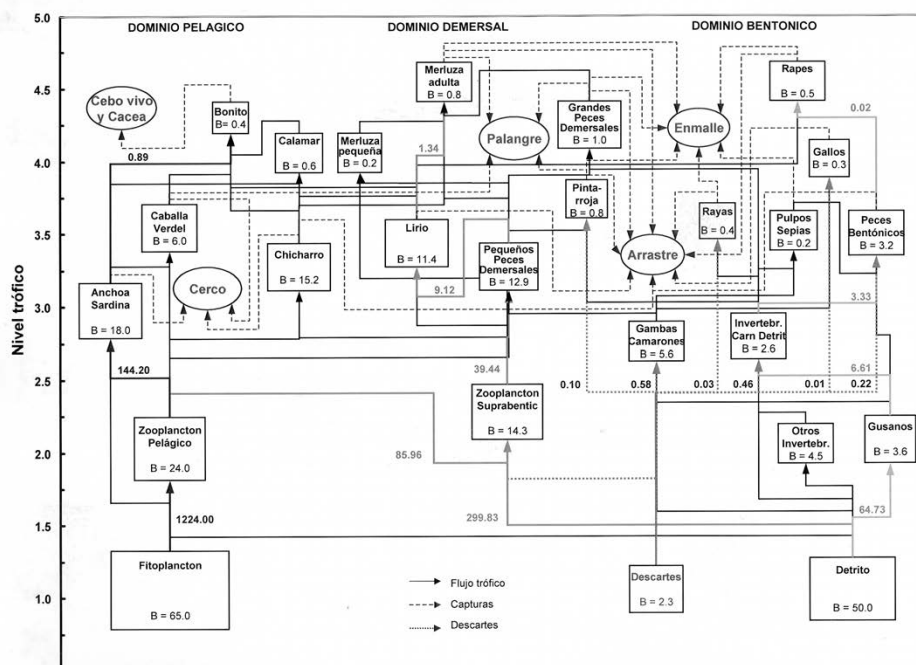 DOMINIO PELAGICO
DOMINIO DEMERSAL
DOMINIO BENTONICO
Nivel trófico
5.0
4.5
4.0
3.5
3.0
2.5
2.0
1.5
1.0
Cebo vivo
y Cacea
Bonito
B= 0.4
Calamar
B = 0.6
0.89
Caballa
Verdel
B = 6.0
Chicharro
B = 15.2
Cerco
Anchoa
Sardina
B = 18.0
144.20
Zooplancton
Pelágico
B = 24.0
1224.00
Fitoplancton
B = 65.0
Merluza
adulta
B = 0.8
Merluza
pequeña
B = 0.2
1.34
Palangre
Grandes
Peces
Demersales
B = 1.0
Pinta-
rroja
B = 0.8
Lirio
B = 11.4
Pequeños
Peces
Demersales
B = 12.9
9.12
39.44
Zooplancton
Suprabentic
B = 14.3
85.96
299.83
Enmalle
Rapes
B = 0.5
0.02
Gallos
B = 0.3
Rayas
B = 0.4
Pulpos
Sepias
B = 0.2
Peces
Bentónicos
B = 3.2
Arrastre
3.33
Gambas
Camarones
B = 5.6
Invertebr.
Carn Detrit
B = 2.6
6.61
0.10
0.58
0.03
0.46
0.01
0.22
Otros
Invertebr.
B = 4.5
Gusanos
B = 3.6
64.73
Descartes
B = 2.3
Detrito
B = 50.0
Flujo trófico
Capturas
Descartes